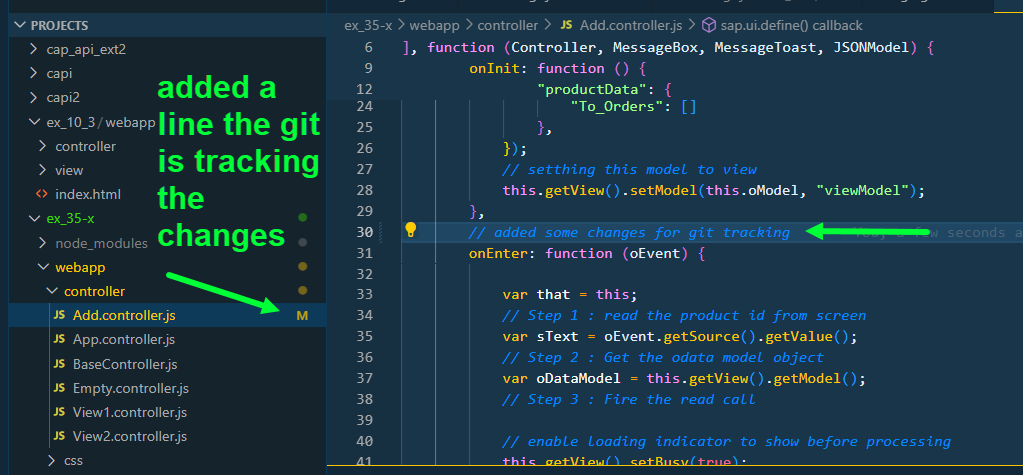 PROJECTS
cap_api_ext2
capi
capi2
ex_10_3 / webapp
controller
view
<> index.html
ex_35-x
node_modules
webapp
controller
JS Add.controller.js M
JS App.controller.js
JS BaseController.js
JS Empty.controller.js
JS View1.controller.js
JS View2.controller.js
css
added a
line the git
is tracking
the
changes
ex_35-x > webapp > controller > JS Add.controller.js > sap.ui.define() callback
6 ], function (Controller, MessageBox, MessageToast, JSONModel) {
9 onInit: function () {
12 "productData": {
24 "To_Orders": []
25 },
26 });
27 // setthing this model to view
28 this.getView().setModel(this.oModel, "viewModel");
29 },
30 // added some changes for git tracking few seconds a
31 onEnter: function (oEvent) {
32
33 var that = this;
34 // Step 1 : read the product id from screen
35 var sText = oEvent.getSource().getValue();
36 // Step 2 : Get the odata model object
37 var oDataModel = this.getView().getModel();
38 // Step 3 : Fire the read call
39
40 // enable loading indicator to show before processing
41 this.getView().setBusy(true);